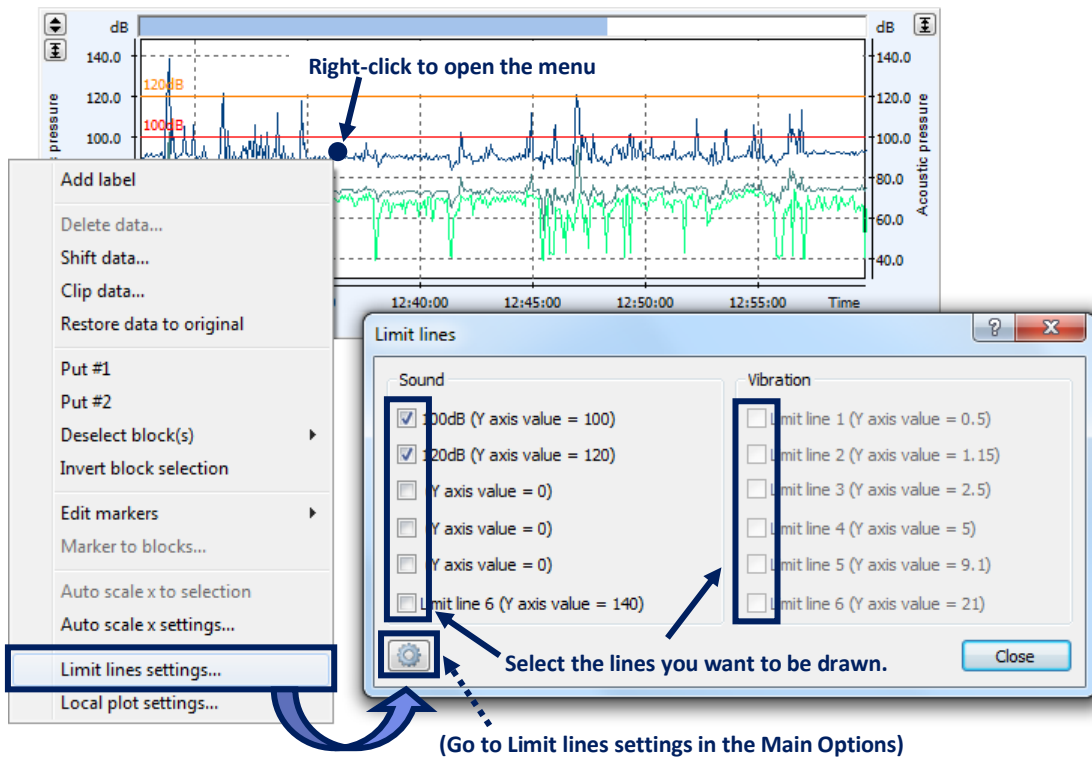 dB
dB
140.0
140.0
Right-click to open the menu
120dB
120.0
120.0
100dB
100.0
100.0
pressure
Acoustic pressure
80.0
60.0
40.0
12:40:00 12:45:00 12:50:00 12:55:00 Time
Add label
Delete data...
Shift data...
Clip data...
Restore data to original
Put #1
Put #2
Deselect block(s)
Invert block selection
Edit markers
Marker to blocks...
Auto scale x to selection
Auto scale x settings...
Limit lines settings...
Local plot settings...
Limit lines
Sound
100dB (Y axis value = 100)
120dB (Y axis value = 120)
(Y axis value = 0)
(Y axis value = 0)
(Y axis value = 0)
Limit line 6 (Y axis value = 140)
Vibration
Limit line 1 (Y axis value = 0.5)
Limit line 2 (Y axis value = 1.15)
Limit line 3 (Y axis value = 2.5)
Limit line 4 (Y axis value = 5)
Limit line 5 (Y axis value = 9.1)
Limit line 6 (Y axis value = 21)
Select the lines you want to be drawn.
Close
(Go to Limit lines settings in the Main Options)